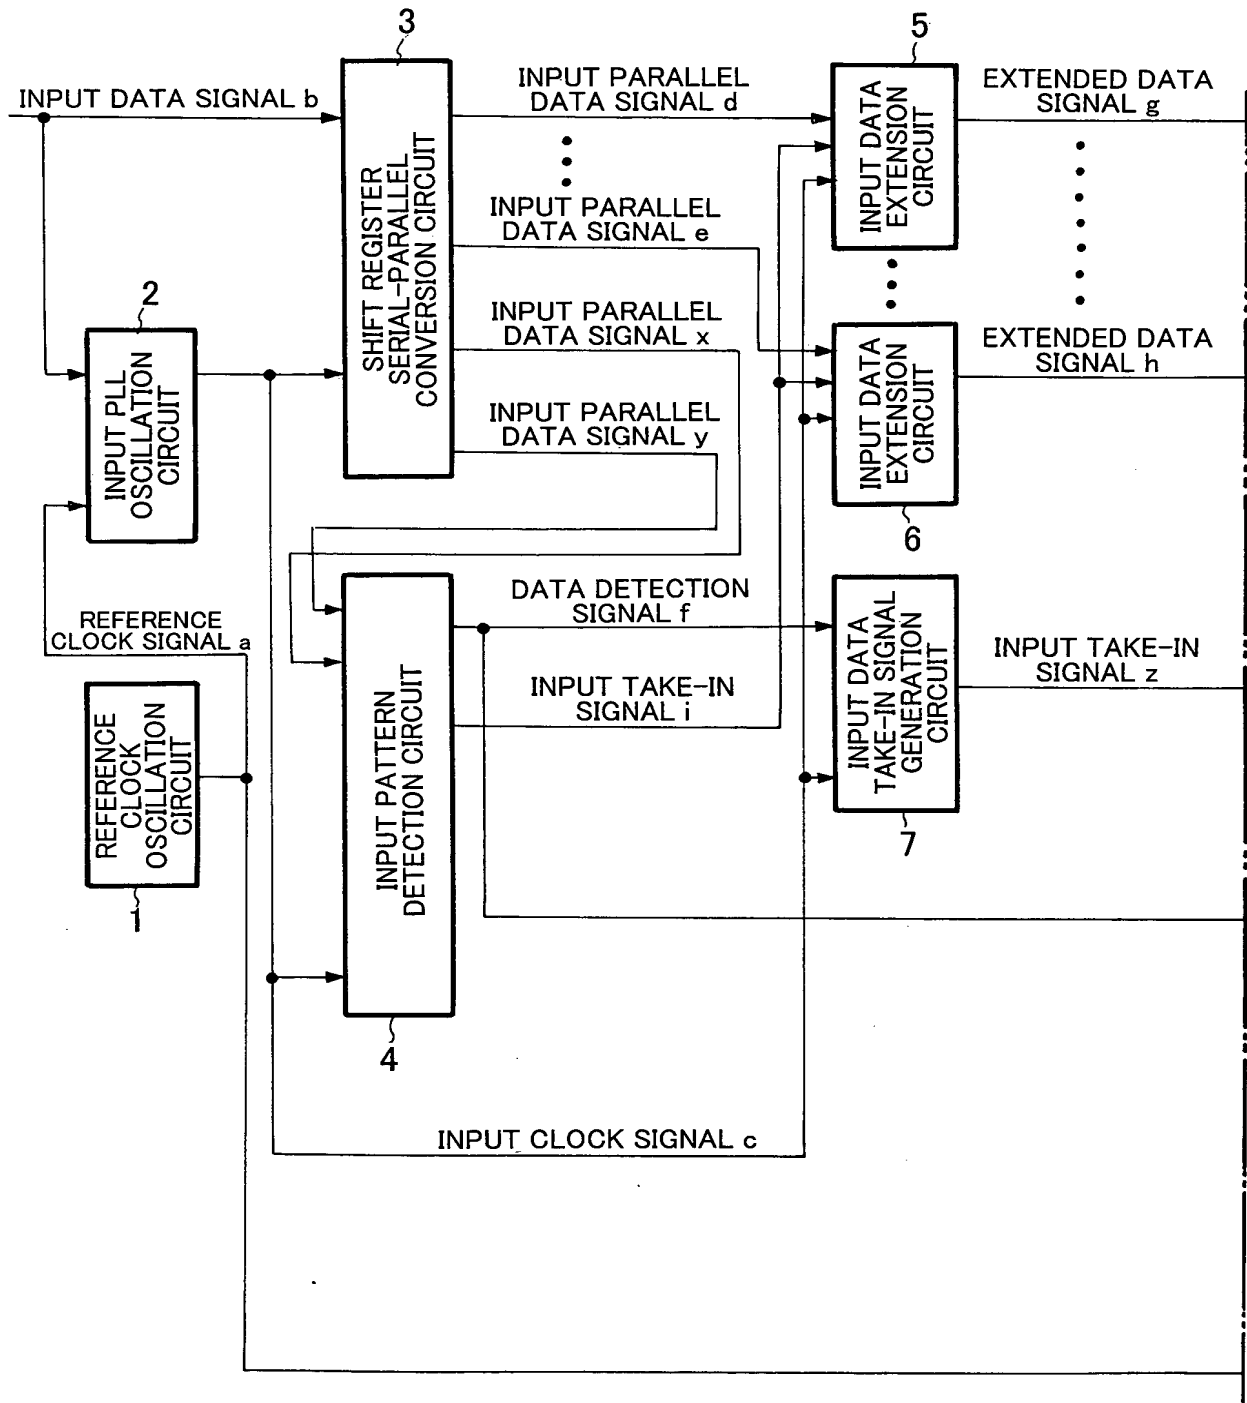 3
5
INPUT DATA SIGNAL b
INPUT PARALLEL
DATA SIGNAL d
EXTENDED DATA
SIGNAL g
SHIFT REGISTER
SERIAL-PARALLEL
CONVERSION CIRCUIT
INPUT DATA
EXTENSION
CIRCUIT
INPUT PARALLEL
DATA SIGNAL e
2
INPUT PLL
OSCILLATION
CIRCUIT
INPUT PARALLEL
DATA SIGNAL x
INPUT DATA
EXTENSION
CIRCUIT
EXTENDED DATA
SIGNAL h
INPUT PARALLEL
DATA SIGNAL y
6
REFERENCE
CLOCK SIGNAL a
DATA DETECTION
SIGNAL f
INPUT DATA
TAKE-IN SIGNAL
GENERATION
CIRCUIT
INPUT TAKE-IN
SIGNAL z
INPUT TAKE-IN
SIGNAL i
REFERENCE
CLOCK
OSCILLATION
CIRCUIT
INPUT PATTERN
DETECTION CIRCUIT
7
1
4
INPUT CLOCK SIGNAL c